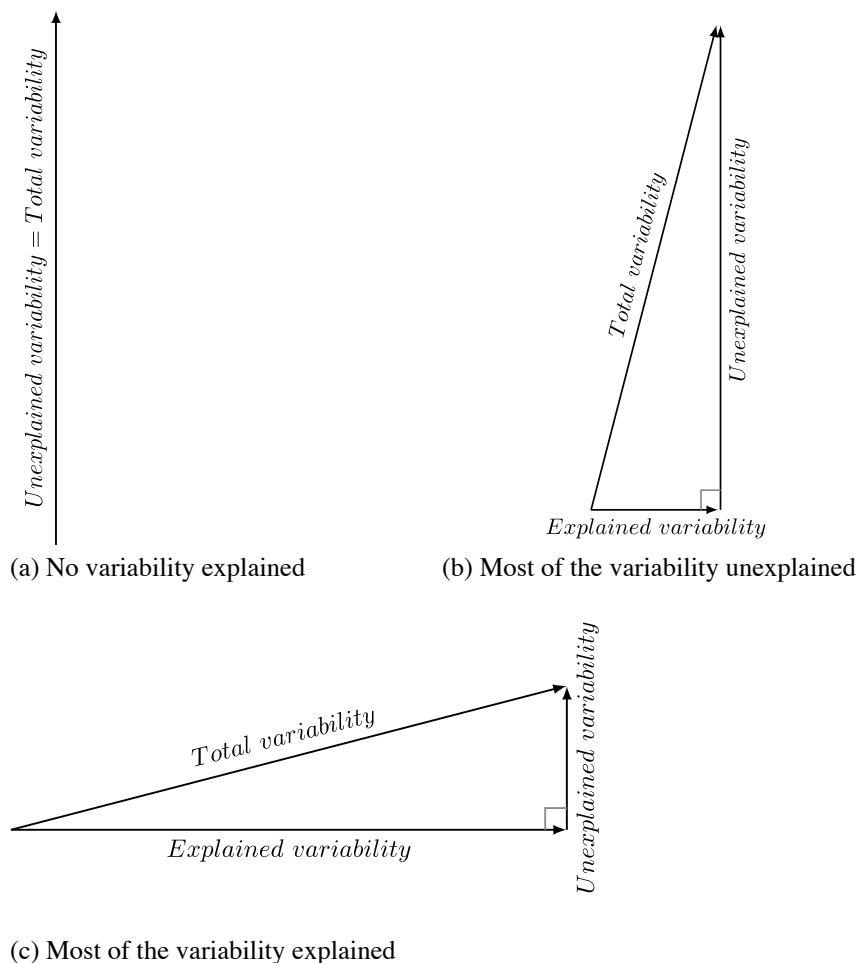 Unexplained variability = Total variability
Total variability
Unexplained variability
Explained variability
(a) No variability explained
(b) Most of the variability unexplained
Total variability
Unexplained variability
Explained variability
(c) Most of the variability explained